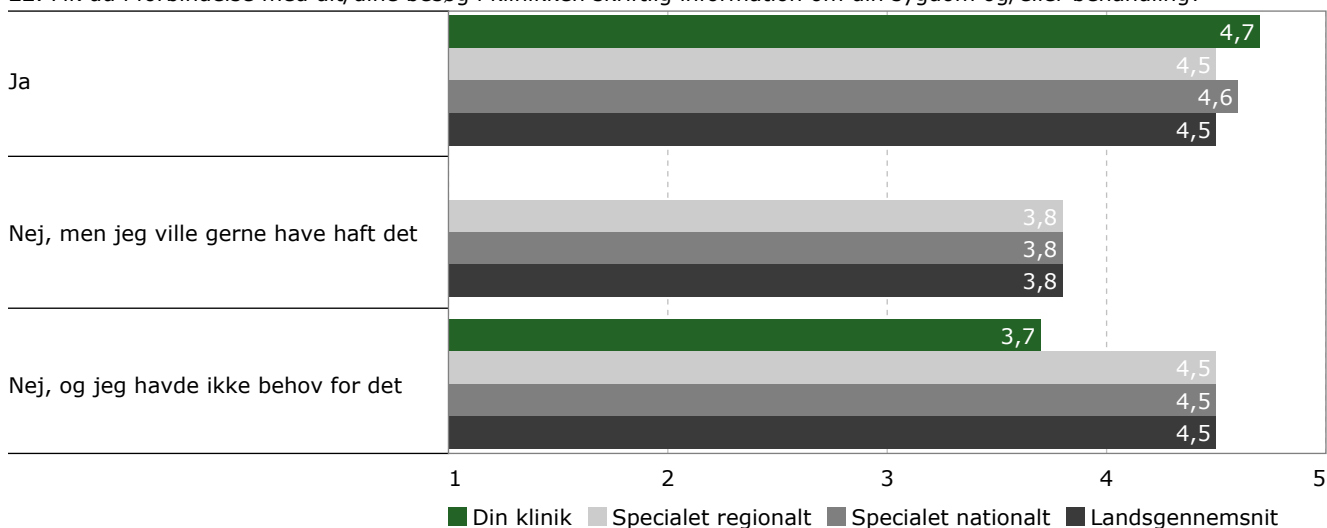 Ja
4,7
4,5
4,6
4,5
Nej, men jeg ville gerne have haft det
3,8
3,8
3,8
Nej, og jeg havde ikke behov for det
3,7
4,5
4,5
4,5
1 2 3 4 5
Din klinik Specialet regionalt Specialet nationalt Landsgennemsnit